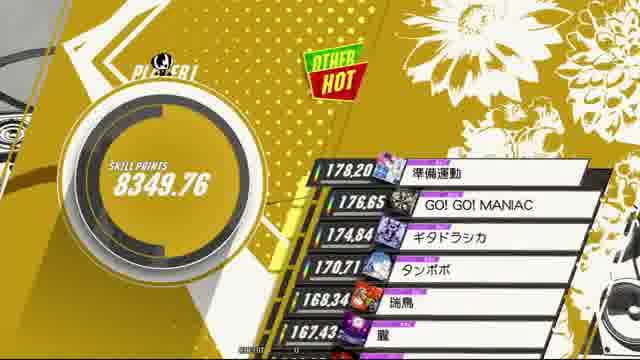 PLAYER1
OTHER
HOT
SKILL POINTS
8349.76
178,20 準備運動
176,65 GO! GO! MANIAC
174,84 ギタドラシカ
170,71 タンポポ
168,34 瑞鳥
167,43 朧
CREDIT